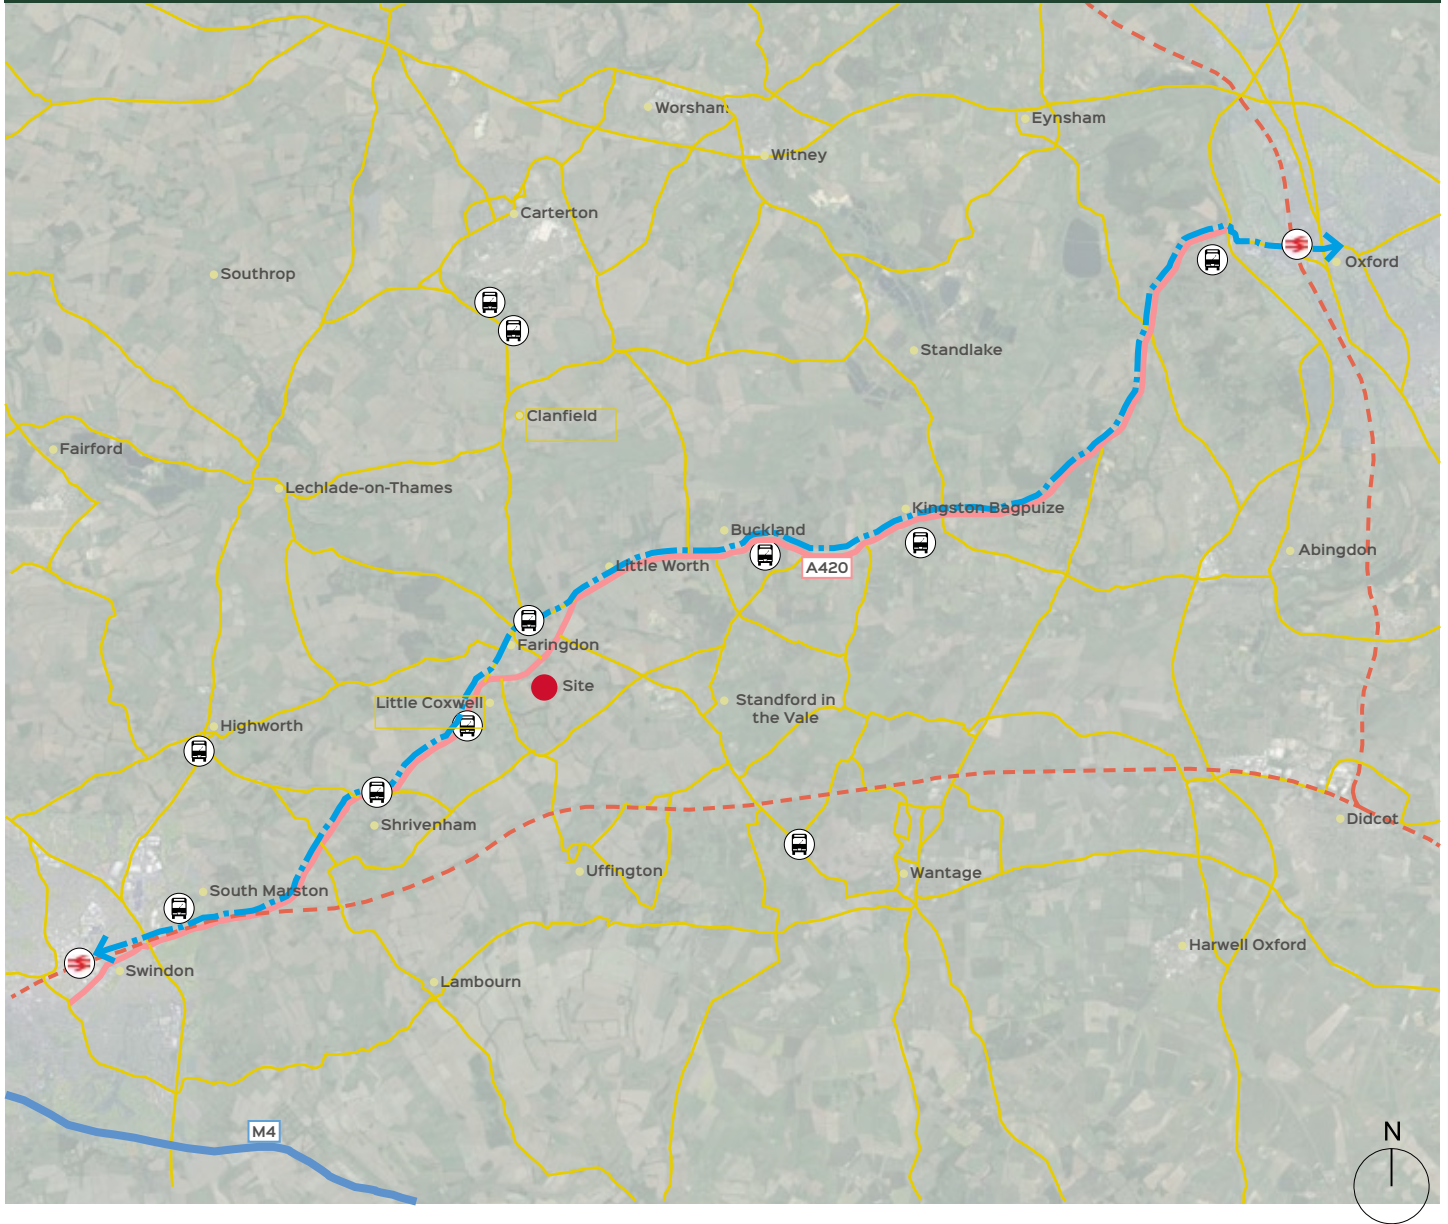 Worsham
Eynsham
Witney
Carterton
Southrop
Oxford
Standlake
Clanfield
Fairford
Lechlade-on-Thames
Kingston Bagpuize
Buckland
Abingdon
Little Worth
A420
Faringdon
Site
Little Coxwell
Standford in
the Vale
Highworth
Didcot
Shrivenham
Uffington
Wantage
South Marston
Harwell Oxford
Swindon
Lambourn
M4
N